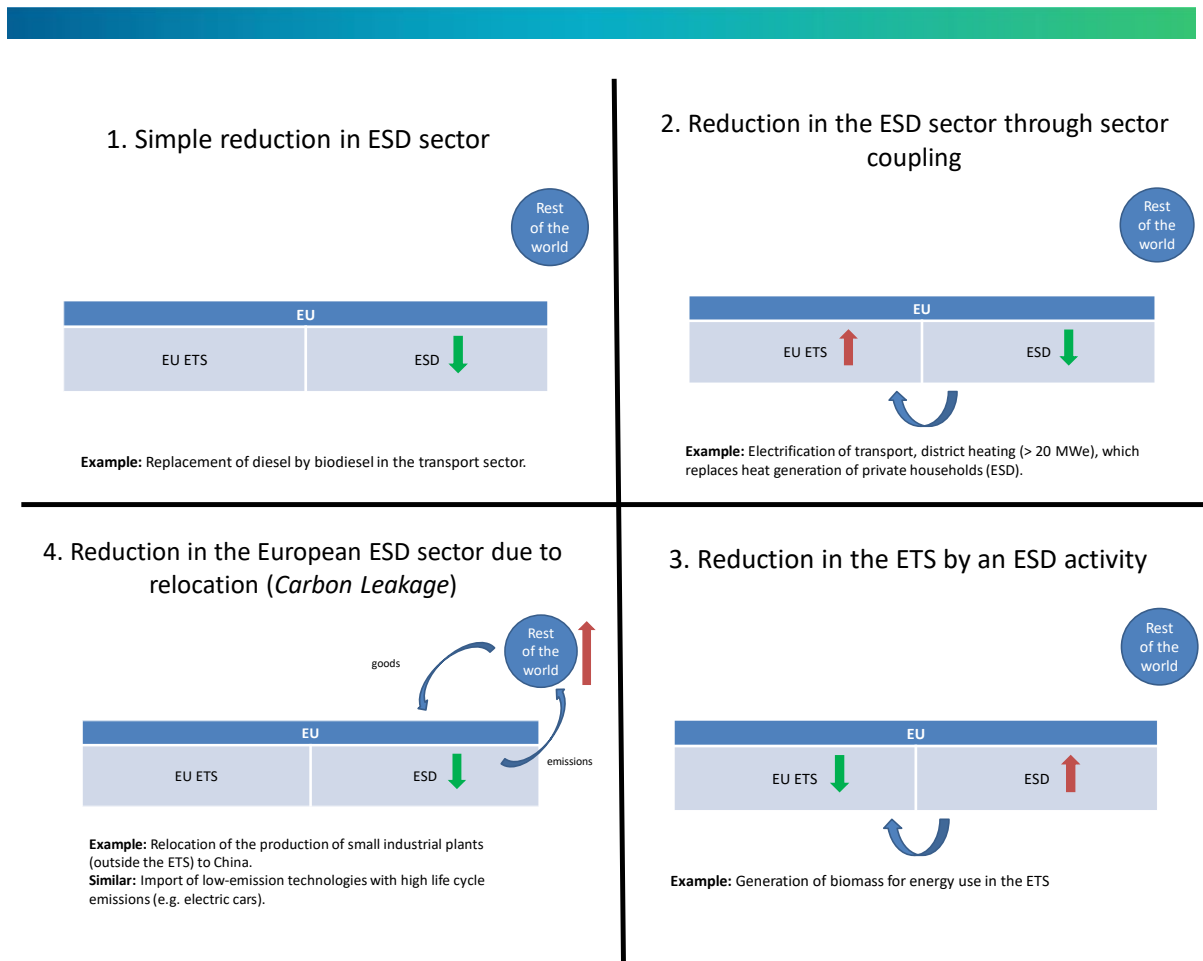 1. Simple reduction in ESD sector
Rest
of the
world
EU
EU ETS
ESD
Example: Replacement of diesel by biodiesel in the transport sector.
2. Reduction in the ESD sector through sector
coupling
Rest
of the
world
EU
EU ETS
ESD
Example: Electrification of transport, district heating (> 20 MWe), which
replaces heat generation of private households (ESD).
4. Reduction in the European ESD sector due to
relocation (Carbon Leakage)
Rest
of the
world
goods
EU
EU ETS
ESD
emissions
Example: Relocation of the production of small industrial plants
(outside the ETS) to China.
Similar: Import of low-emission technologies with high life cycle
emissions (e.g. electric cars).
3. Reduction in the ETS by an ESD activity
Rest
of the
world
EU
EU ETS
ESD
Example: Generation of biomass for energy use in the ETS